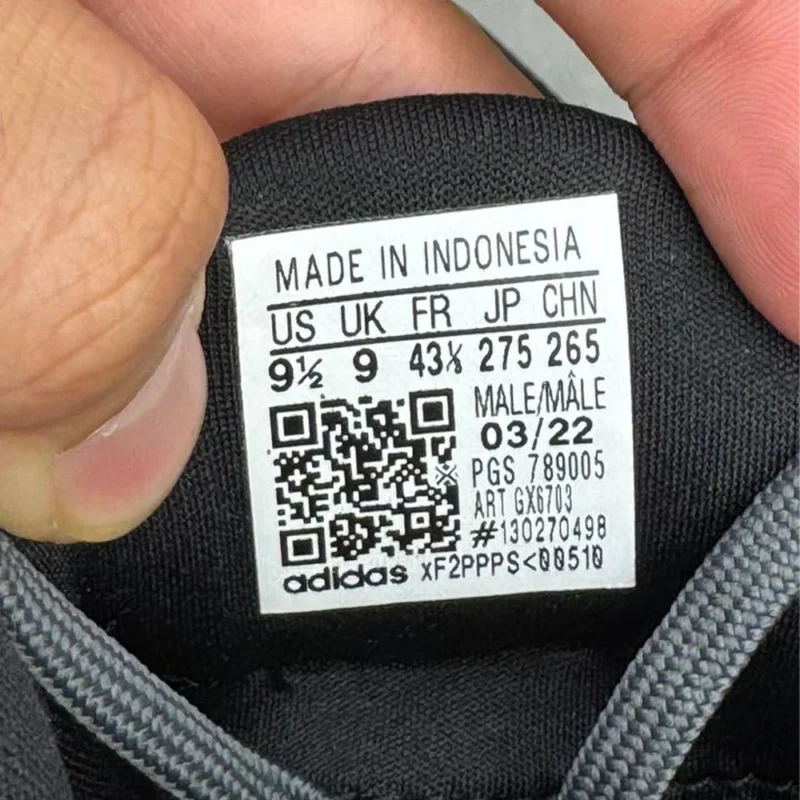 MADE IN INDONESIA
US UK FR JP CHN
9½ 9 43⅓ 275 265
MALE/MÂLE
03/22
PGS 789005
ART GX6703
#130270498
adidas xF2PPPS<00510